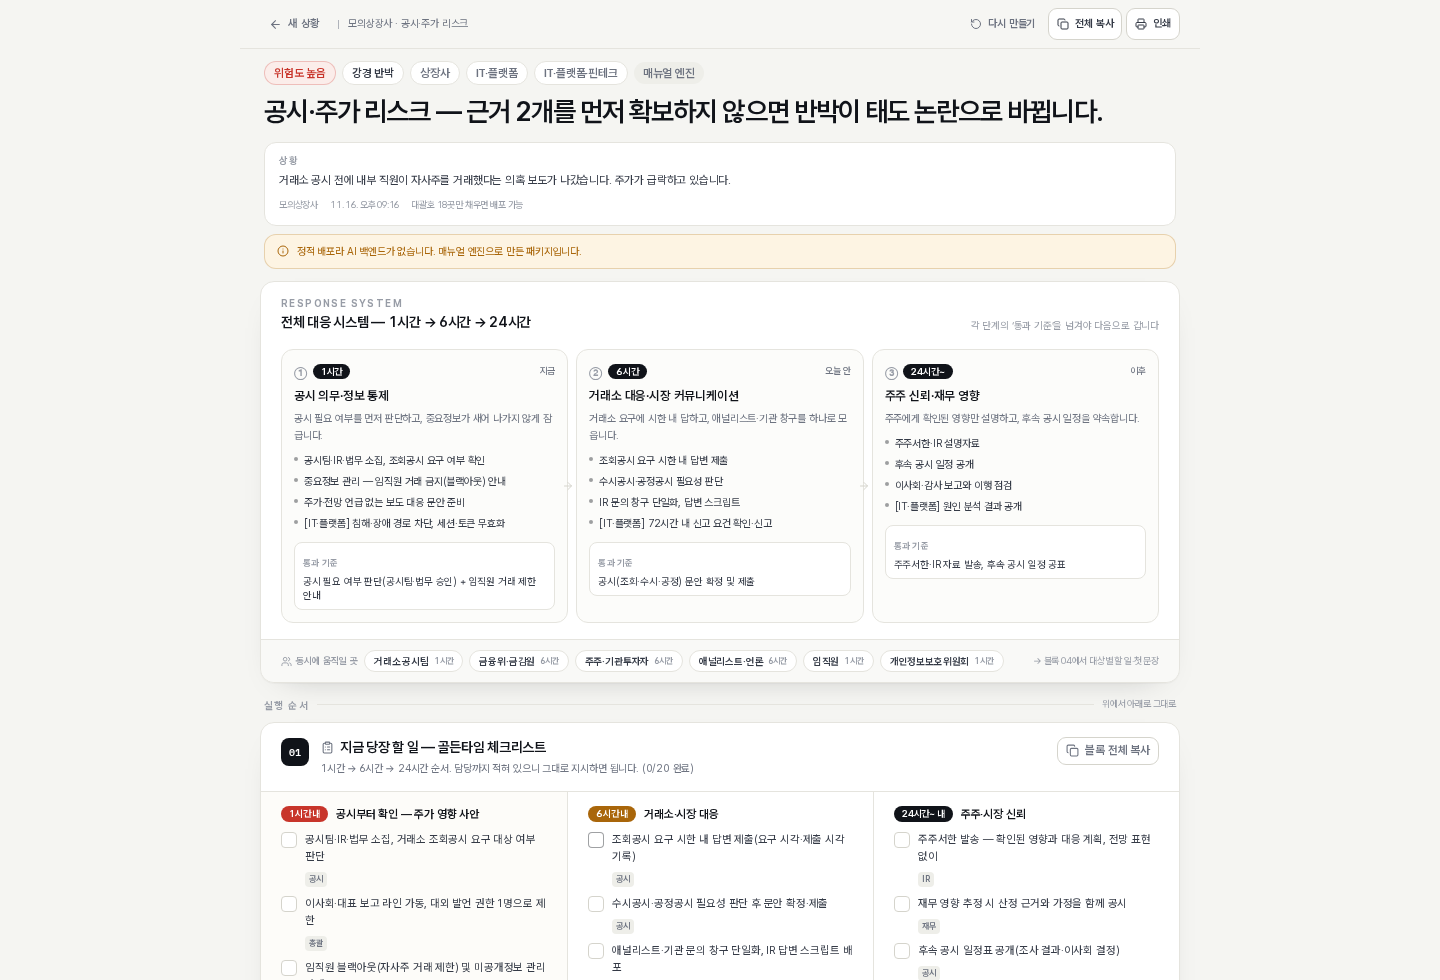 새 상황
모의상장사 · 공시·주가 리스크
다시 만들기
전체 복사
인쇄
위험도 높음
강경 반박
상장사
IT·플랫폼
IT·플랫폼·핀테크
매뉴얼 엔진
공시·주가 리스크 — 근거 2개를 먼저 확보하지 않으면 반박이 태도 논란으로 바뀝니다.
상황
거래소 공시 전에 내부 직원이 자사주를 거래했다는 의혹 보도가 나갔습니다. 주가가 급락하고 있습니다.
모의상장사 11. 16. 오후 09:16 대괄호 18곳만 채우면 배포 가능
정적 배포라 AI 백엔드가 없습니다. 매뉴얼 엔진으로 만든 패키지입니다.
RESPONSE SYSTEM
전체 대응 시스템 — 1시간 → 6시간 → 24시간
각 단계의 '통과 기준'을 넘겨야 다음으로 갑니다
1 1시간 지금
공시 의무·정보 통제
공시 필요 여부를 먼저 판단하고, 중요정보가 새어 나가지 않게 잠
급니다.
공시팀·IR·법무 소집, 조회공시 요구 여부 확인
중요정보 관리 — 임직원 거래 금지(블랙아웃) 안내
주가·전망 언급 없는 보도 대응 문안 준비
[IT·플랫폼] 침해·장애 경로 차단, 세션·토큰 무효화
통과 기준
공시 필요 여부 판단(공시팀·법무 승인) + 임직원 거래 제한
안내
2 6시간 오늘 안
거래소 대응·시장 커뮤니케이션
거래소 요구에 시한 내 답하고, 애널리스트·기관 창구를 하나로 모
읍니다.
조회공시 요구 시한 내 답변 제출
수시공시·공정공시 필요성 판단
IR 문의 창구 단일화, 답변 스크립트
[IT·플랫폼] 72시간 내 신고 요건 확인·신고
통과 기준
공시(조회·수시·공정) 문안 확정 및 제출
3 24시간~ 이후
주주 신뢰·재무 영향
주주에게 확인된 영향만 설명하고, 후속 공시 일정을 약속합니다.
주주서한·IR 설명자료
후속 공시 일정 공개
이사회·감사 보고와 이행 점검
[IT·플랫폼] 원인 분석 결과 공개
통과 기준
주주서한·IR 자료 발송, 후속 공시 일정 공표
동시에 움직일 곳
거래소 공시팀 1시간
금융위·금감원 6시간
주주·기관투자자 6시간
애널리스트·언론 6시간
임직원 1시간
개인정보보호위원회 1시간
→ 블록 04에서 대상별 할 일·첫 문장
실행 순서
위에서 아래로 그대로
01
지금 당장 할 일 — 골든타임 체크리스트
1시간 → 6시간 → 24시간 순서. 담당까지 적혀 있으니 그대로 지시하면 됩니다. (0/20 완료)
블록 전체 복사
1시간 내 공시부터 확인 — 주가 영향 사안
공시팀·IR·법무 소집, 거래소 조회공시 요구 대상 여부
판단
공시
이사회·대표 보고 라인 가동, 대외 발언 권한 1명으로 제
한
총괄
임직원 블랙아웃(자사주 거래 제한) 및 미공개정보 관리
6시간 내 거래소·시장 대응
조회공시 요구 시한 내 답변 제출(요구 시각·제출 시각
기록)
공시
수시공시·공정공시 필요성 판단 후 문안 확정·제출
공시
애널리스트·기관 문의 창구 단일화, IR 답변 스크립트 배
포
24시간~ 내 주주·시장 신뢰
주주서한 발송 — 확인된 영향과 대응 계획, 전망 표현
없이
IR
재무 영향 추정 시 산정 근거와 가정을 함께 공시
재무
후속 공시 일정표 공개(조사 결과·이사회 결정)
공시